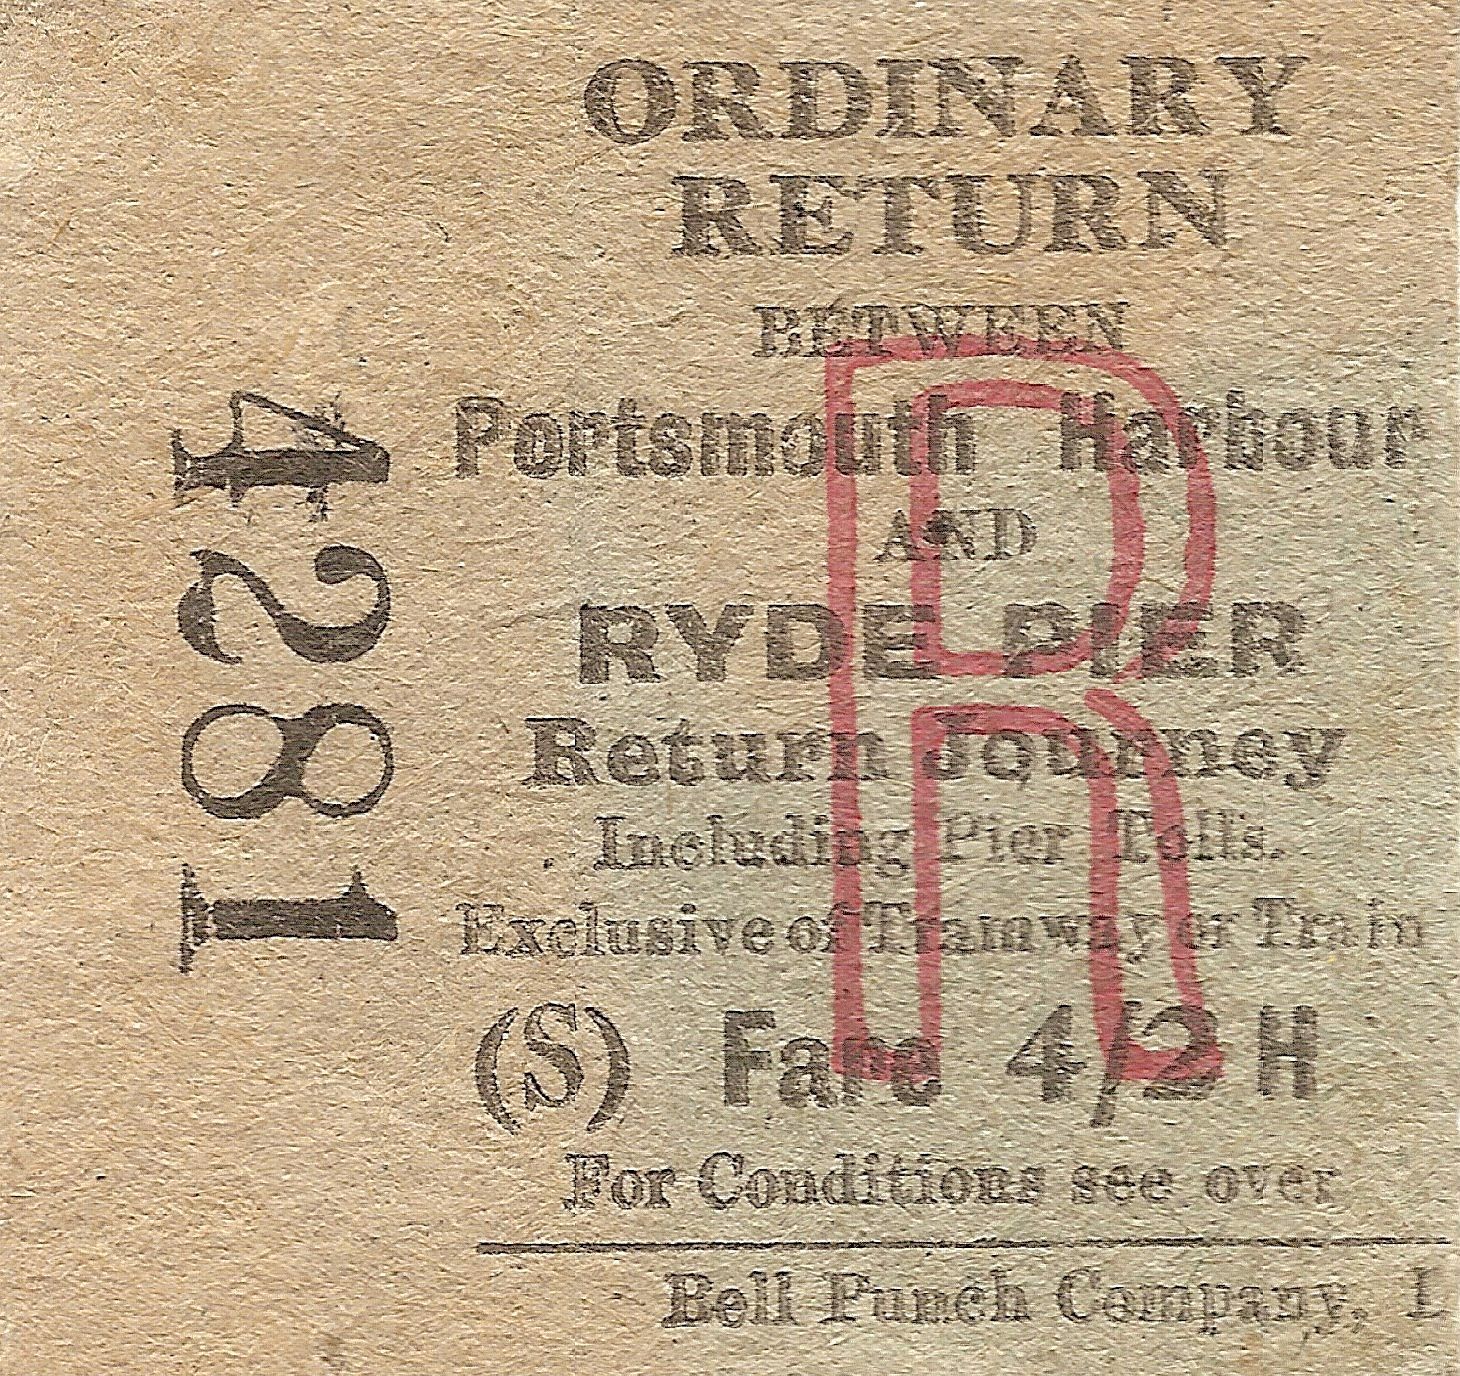 ORDINARY
RETURN
BETWEEN
Portsmouth Harbour
AND
RYDE PIER
Return Journey
Including Pier Tolls.
Exclusive of Tramway or Train
(S) Fare 4/2 H
For Conditions see over
Bell Punch Company, L
1824
R